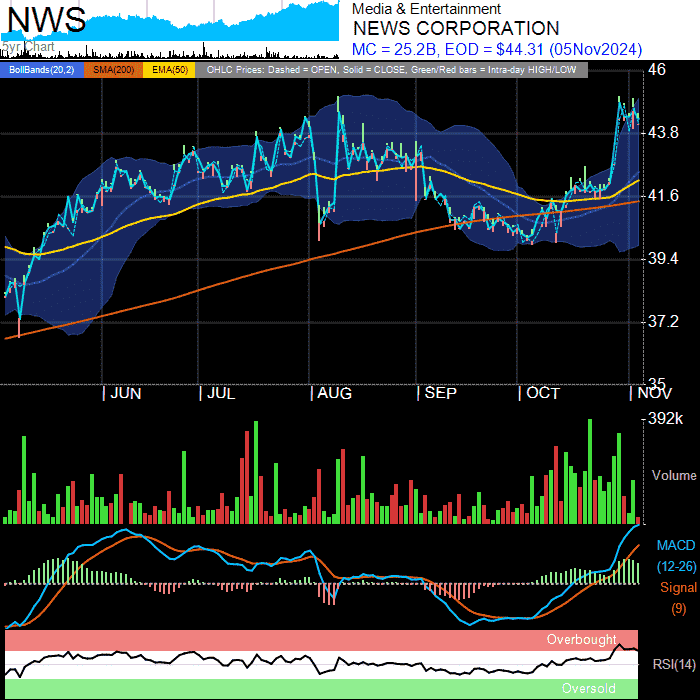 NWS
5yr Chart
Media & Entertainment
NEWS CORPORATION
MC = 25.2B, EOD = $44.31 (05Nov2024)
BollBands(20,2) SMA(200) EMA(50) OHLC Prices: Dashed = OPEN, Solid = CLOSE, Green/Red bars = Intra-day HIGH/LOW
46
43.8
41.6
39.4
37.2
35
JUN JUL AUG SEP OCT NOV
392k
Volume
MACD
(12-26)
Signal
(9)
Overbought
RSI(14)
Oversold